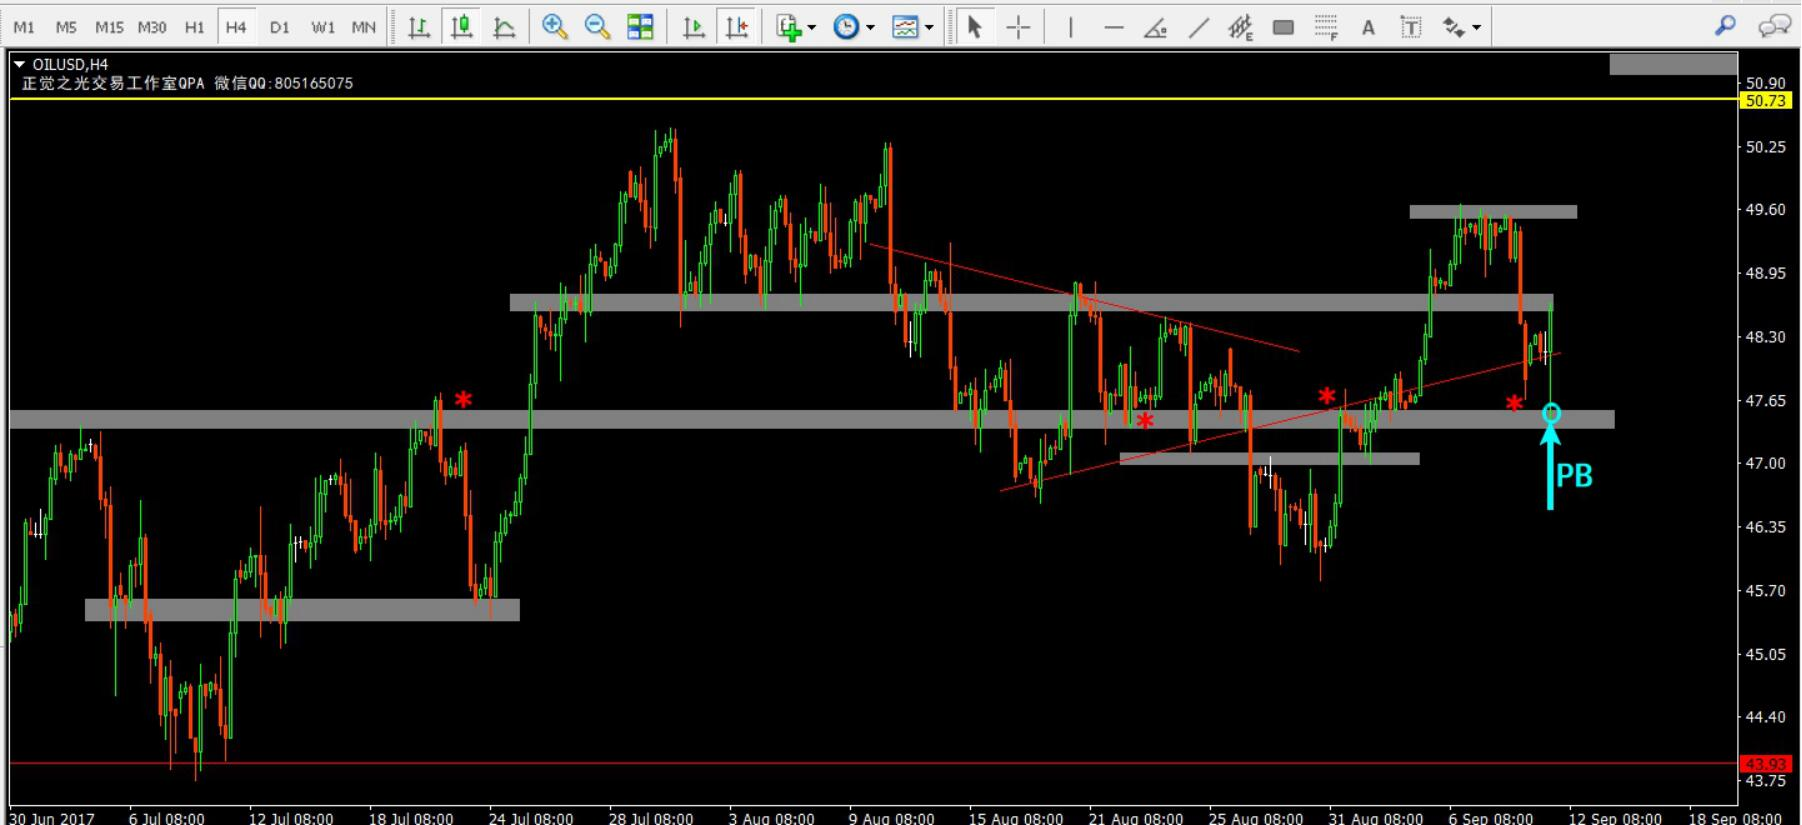 M1 M5 M15 M30 H1 H4 D1 W1 MN
E F A T
OILUSD,H4
正觉之光交易工作室QPA 微信QQ:805165075
50.90
50.73
50.25
49.60
48.95
48.30
47.65
47.00
PB
46.35
45.70
45.05
44.40
43.93
43.75
30 Jun 2017 6 Jul 08:00 12 Jul 08:00 18 Jul 08:00 24 Jul 08:00 28 Jul 08:00 3 Aug 08:00 9 Aug 08:00 15 Aug 08:00 21 Aug 08:00 25 Aug 08:00 31 Aug 08:00 6 Sep 08:00 12 Sep 08:00 18 Sep 08:00